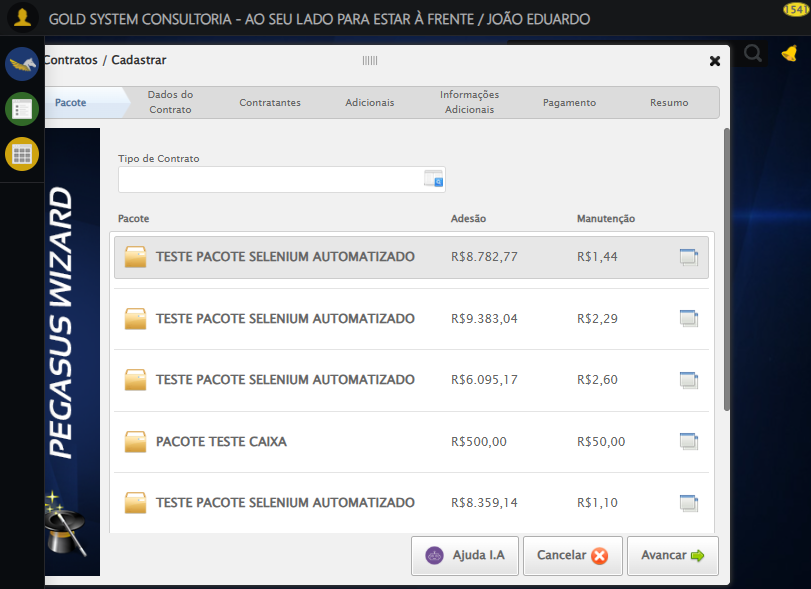 GOLD SYSTEM CONSULTORIA - AO SEU LADO PARA ESTAR À FRENTE / JOÃO EDUARDO
1541
Contratos / Cadastrar
Pacote
Dados do
Contrato
Contratantes
Adicionais
Informações
Adicionais
Pagamento
Resumo
PEGASUS WIZARD
Tipo de Contrato
Pacote Adesão Manutenção
TESTE PACOTE SELENIUM AUTOMATIZADO R$8.782,77 R$1,44
TESTE PACOTE SELENIUM AUTOMATIZADO R$9.383,04 R$2,29
TESTE PACOTE SELENIUM AUTOMATIZADO R$6.095,17 R$2,60
PACOTE TESTE CAIXA R$500,00 R$50,00
TESTE PACOTE SELENIUM AUTOMATIZADO R$8.359,14 R$1,10
Ajuda I.A Cancelar Avancar